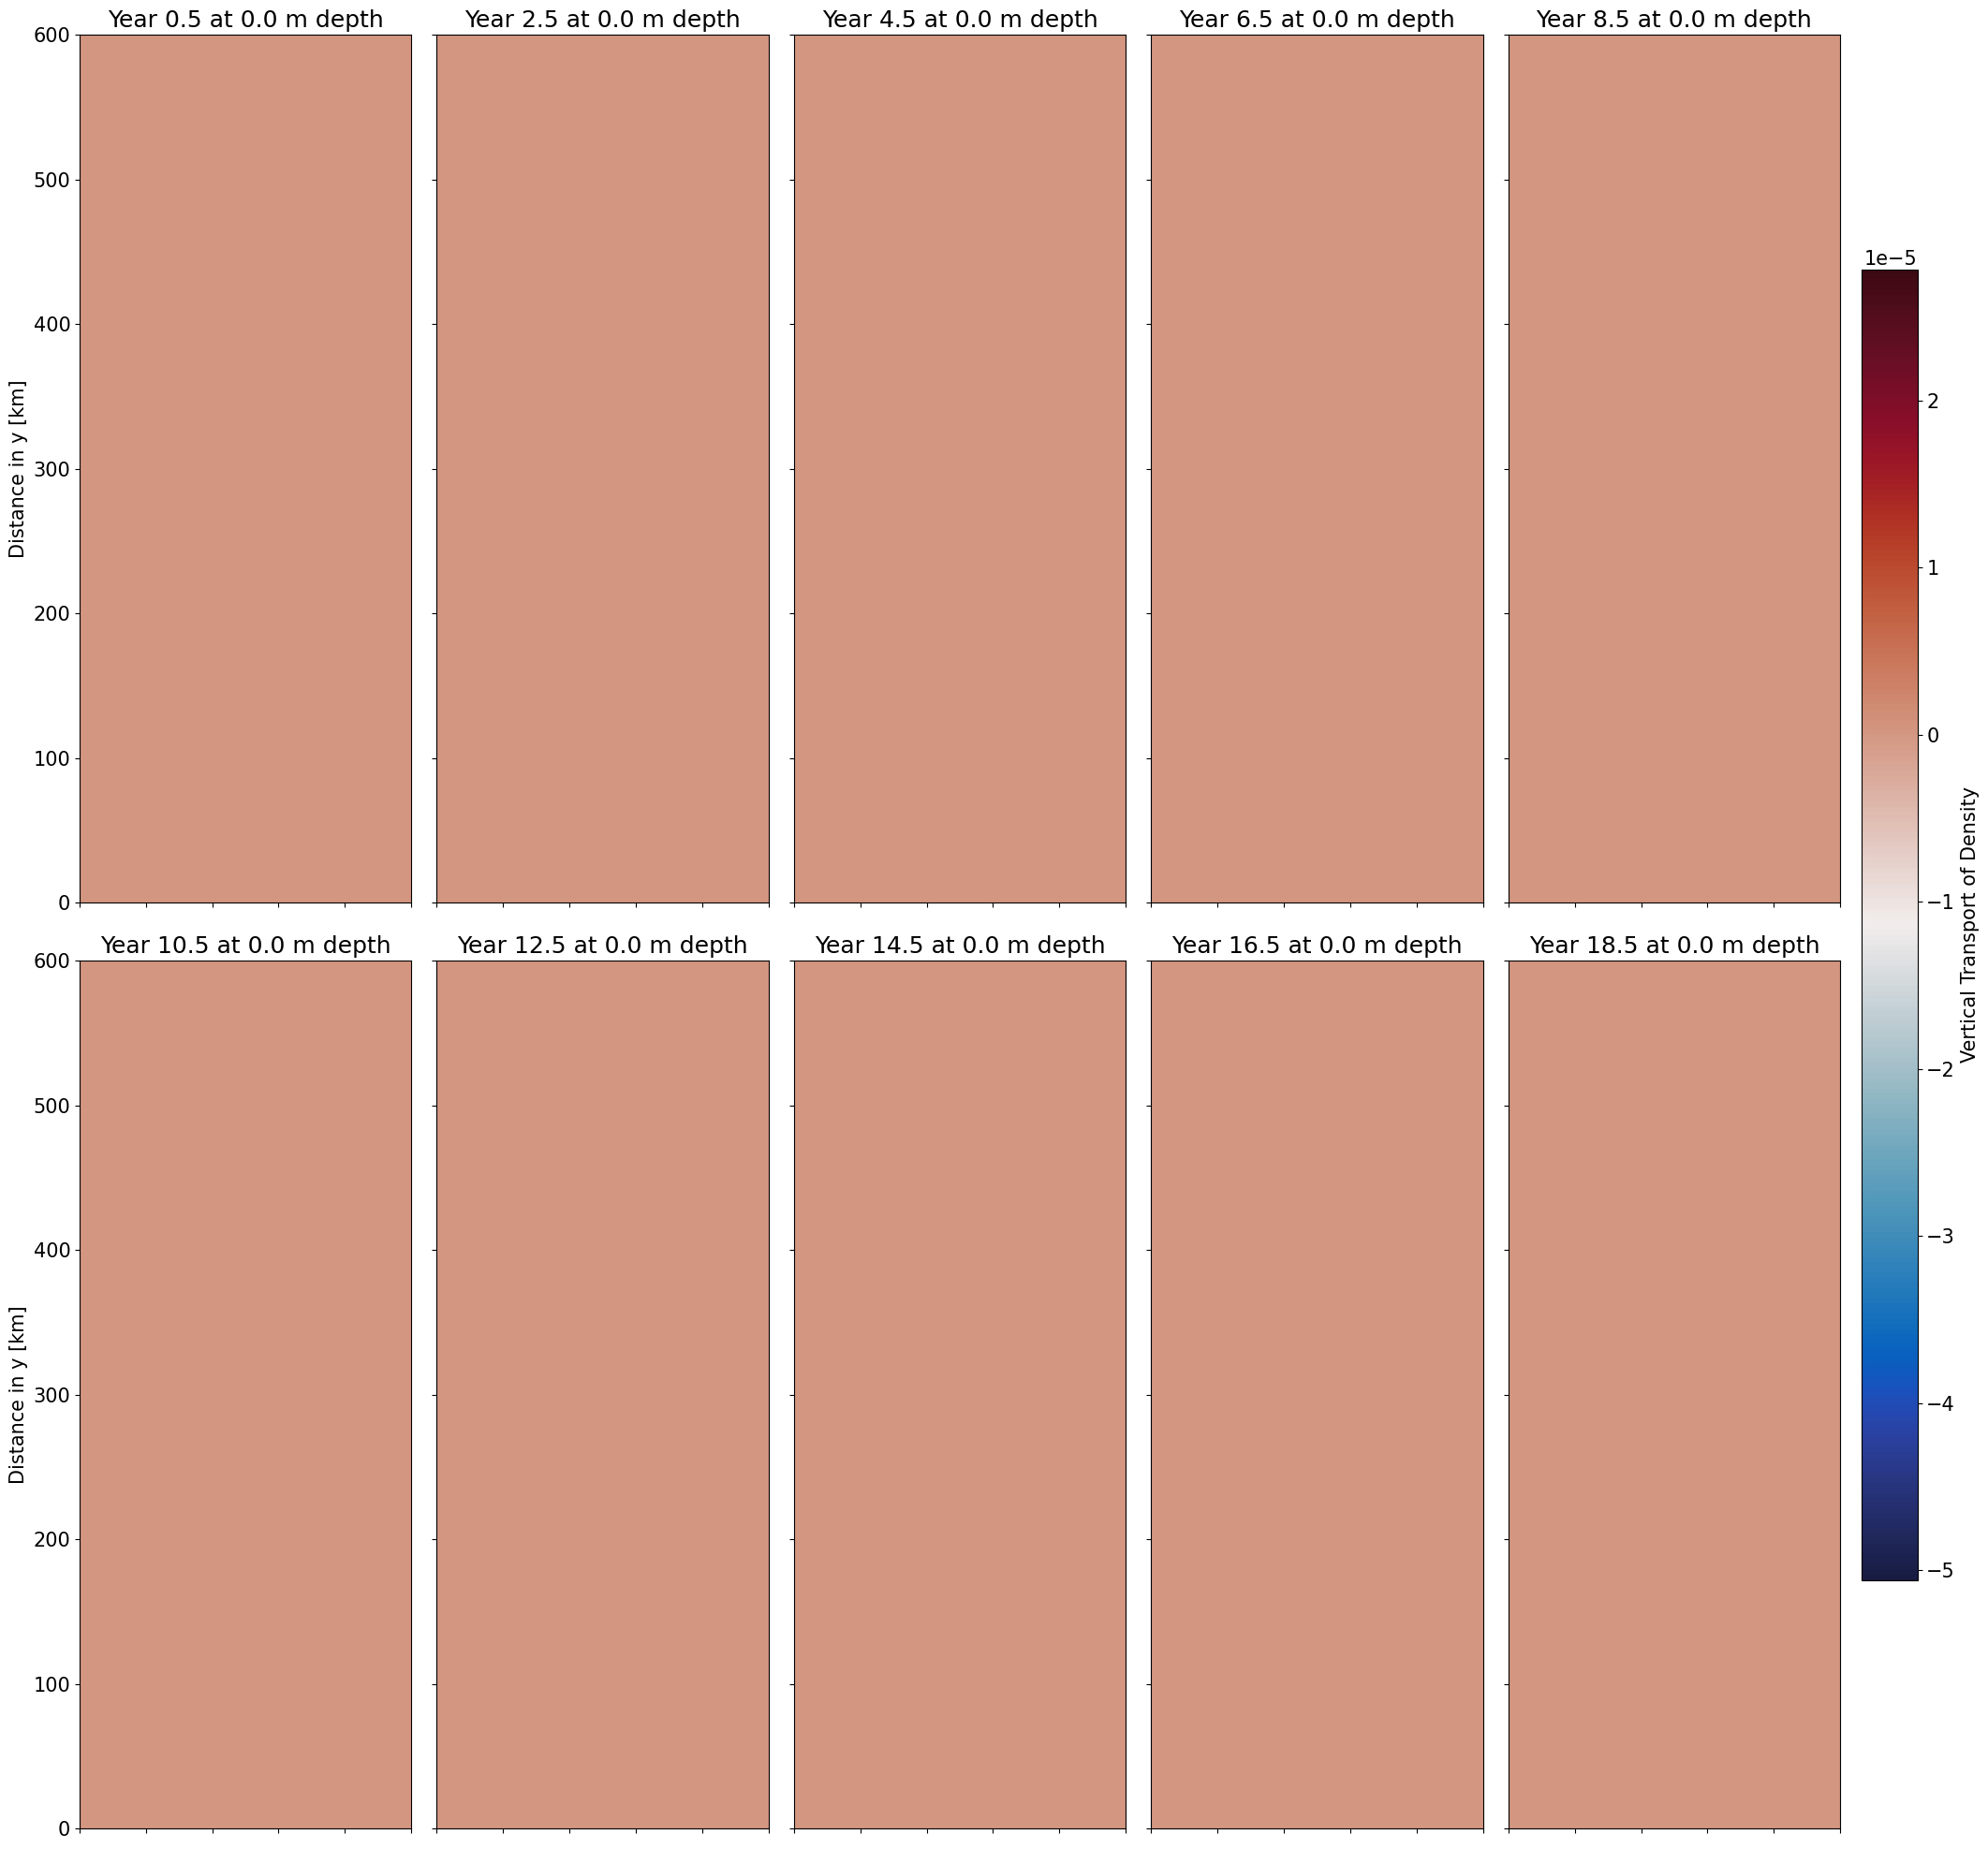 Year 0.5 at 0.0 m depth
Year 2.5 at 0.0 m depth
Year 4.5 at 0.0 m depth
Year 6.5 at 0.0 m depth
Year 8.5 at 0.0 m depth
600
500
400
300
200
100
0
Distance in y [km]
Year 10.5 at 0.0 m depth
Year 12.5 at 0.0 m depth
Year 14.5 at 0.0 m depth
Year 16.5 at 0.0 m depth
Year 18.5 at 0.0 m depth
600
500
400
300
200
100
0
Distance in y [km]
1e−5
2
1
0
−1
−2
−3
−4
−5
Vertical Transport of Density